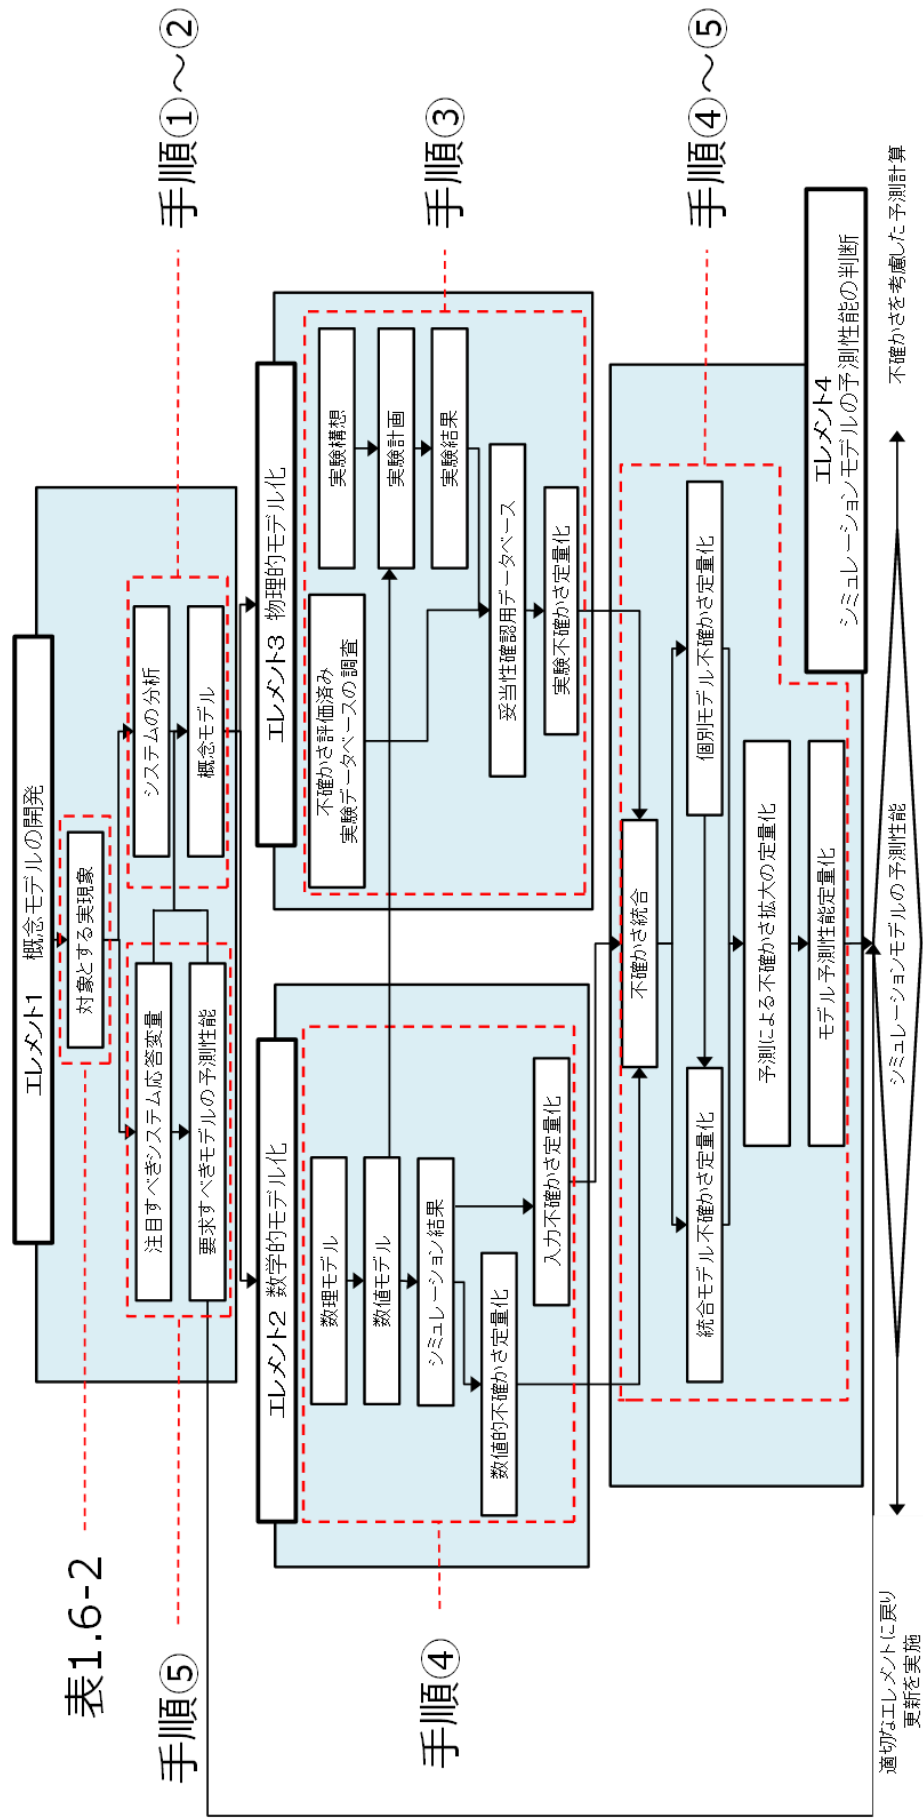 表1.6-2
手順⑤
手順①～②
エレメント1 概念モデルの開発
対象とする実現象
注目すべきシステム応答変量
要求すべきモデルの予測性能
システムの分析
概念モデル
手順④
エレメント2 数学的モデル化
数理モデル
数値モデル
シミュレーション結果
数値的不確かさ定量化
入力不確かさ定量化
手順③
エレメント3 物理的モデル化
不確かさ評価済み
実験データベースの調査
実験構想
実験計画
実験結果
妥当性確認用データベース
実験不確かさ定量化
手順④～⑤
不確かさ統合
統合モデル不確かさ定量化
個別モデル不確かさ定量化
予測による不確かさ拡大の定量化
モデル予測性能定量化
エレメント4
シミュレーションモデルの予測性能の判断
シミュレーションモデルの予測性能
適切なエレメントに戻り
更新を実施
不確かさを考慮した予測計算